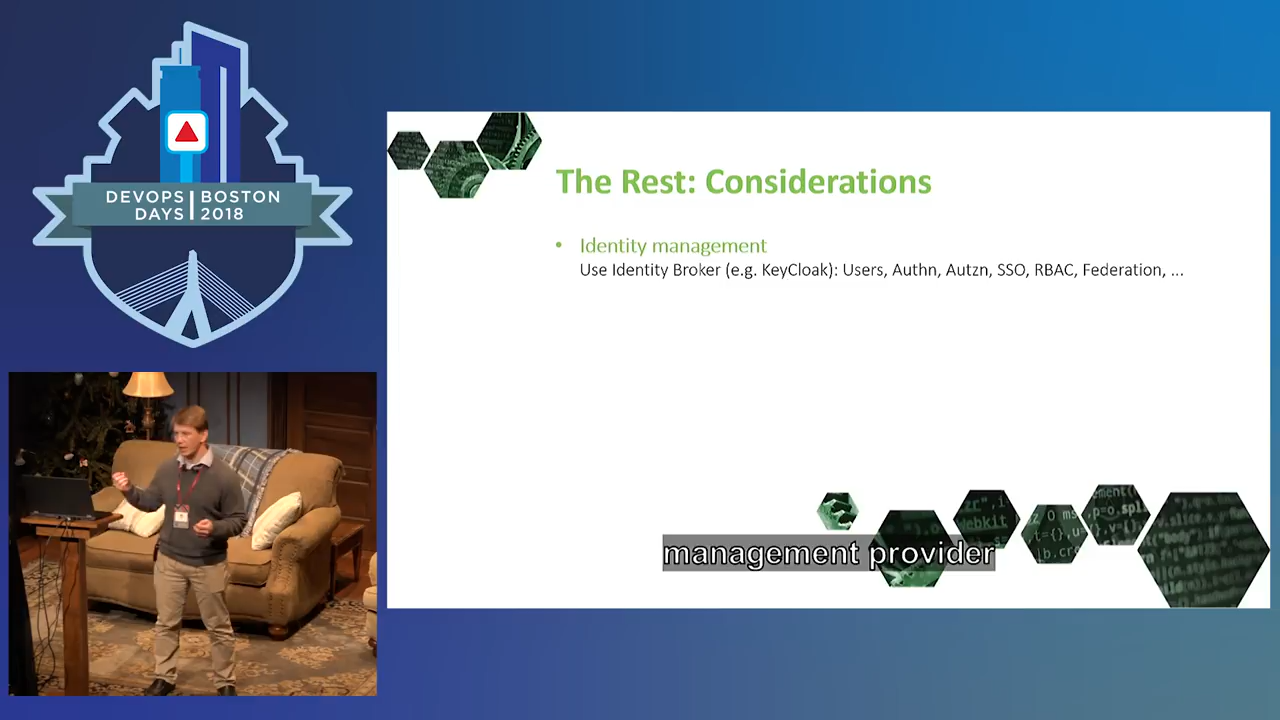 DEVOPS BOSTON
DAYS 2018
The Rest: Considerations
• Identity management
Use Identity Broker (e.g. KeyCloak): Users, Authn, Autzn, SSO, RBAC, Federation, ...
management provider